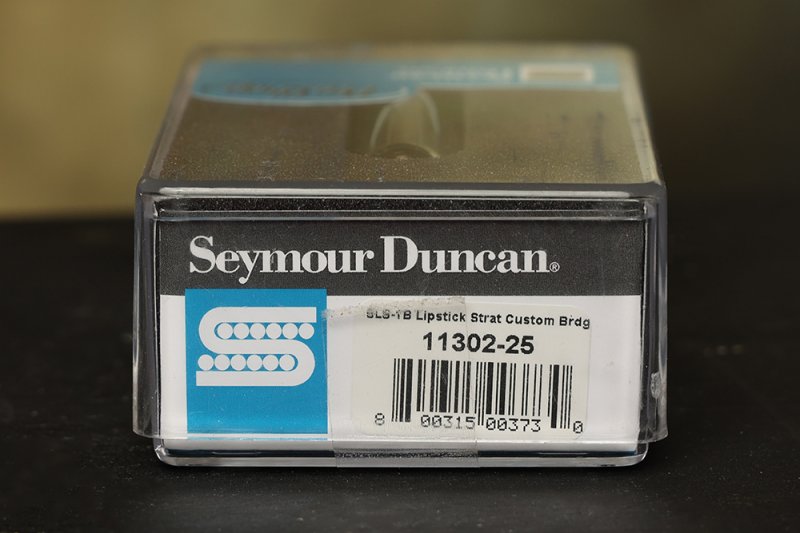 Seymour Duncan®
SLS-1B Lipstick Strat Custom Brdg
11302-25
8 00315 00373 0